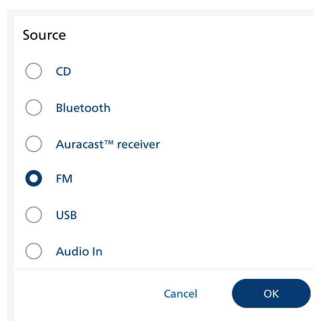 Source
CD
Bluetooth
Auracast™ receiver
FM
USB
Audio In
Cancel
OK